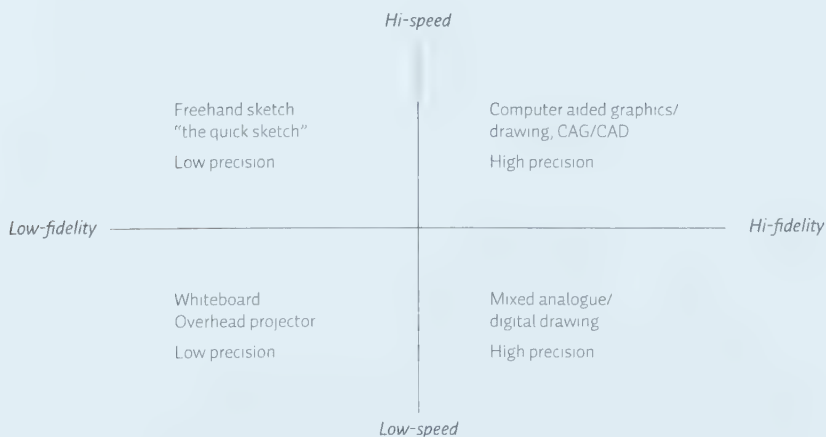 Hi-speed
Freehand sketch
"the quick sketch"
Low precision
Computer aided graphics/
drawing, CAG/CAD
High precision
Low-fidelity
Hi-fidelity
Whiteboard
Overhead projector
Low precision
Mixed analogue/
digital drawing
High precision
Low-speed